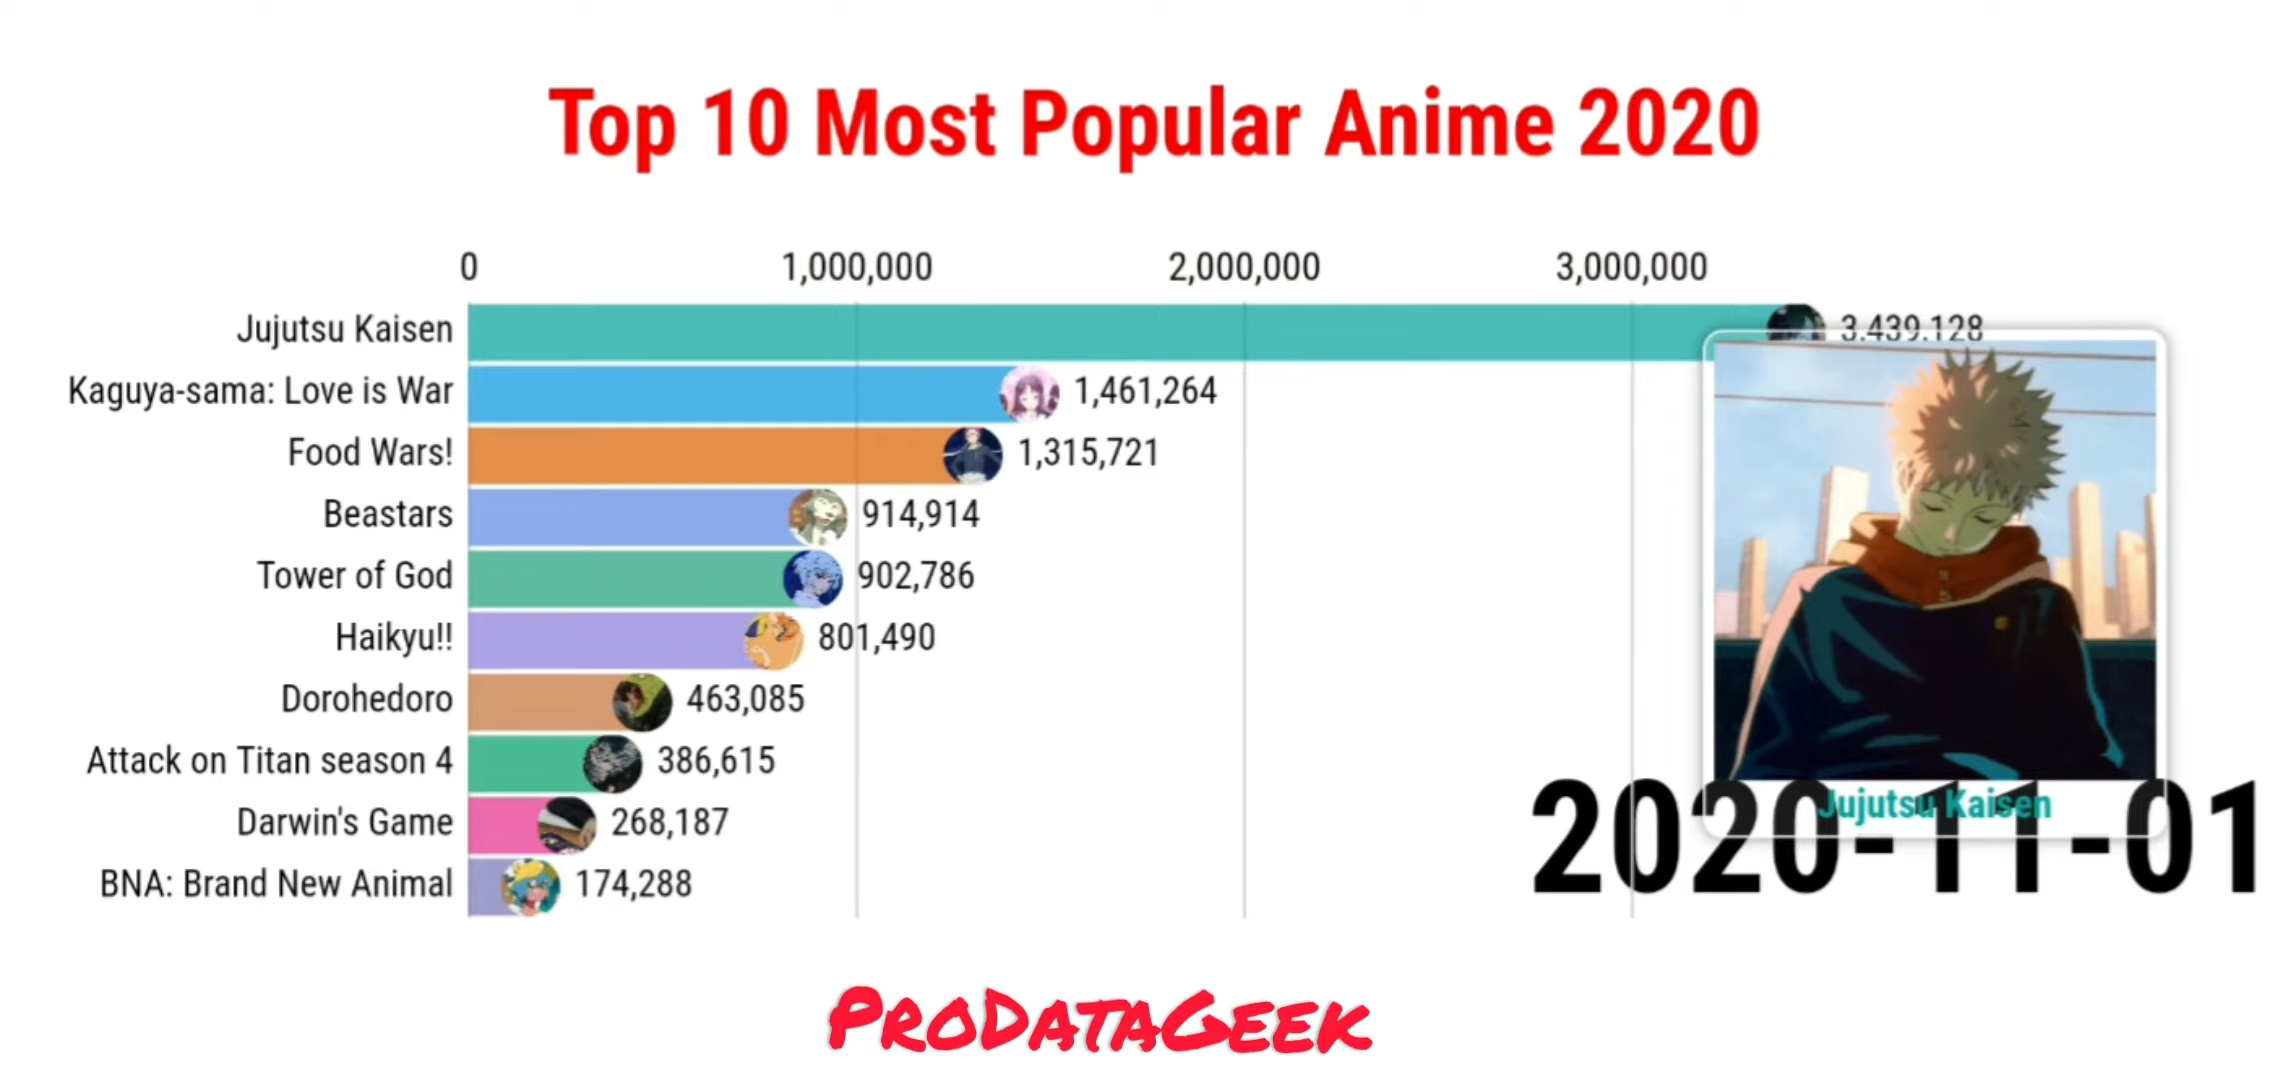 Top 10 Most Popular Anime 2020
0 1,000,000 2,000,000 3,000,000
Jujutsu Kaisen 3,439,128
Kaguya-sama: Love is War 1,461,264
Food Wars! 1,315,721
Beastars 914,914
Tower of God 902,786
Haikyu!! 801,490
Dorohedoro 463,085
Attack on Titan season 4 386,615
Darwin's Game 268,187
BNA: Brand New Animal 174,288
Jujutsu Kaisen
2020-11-01
PRODATAGEEK